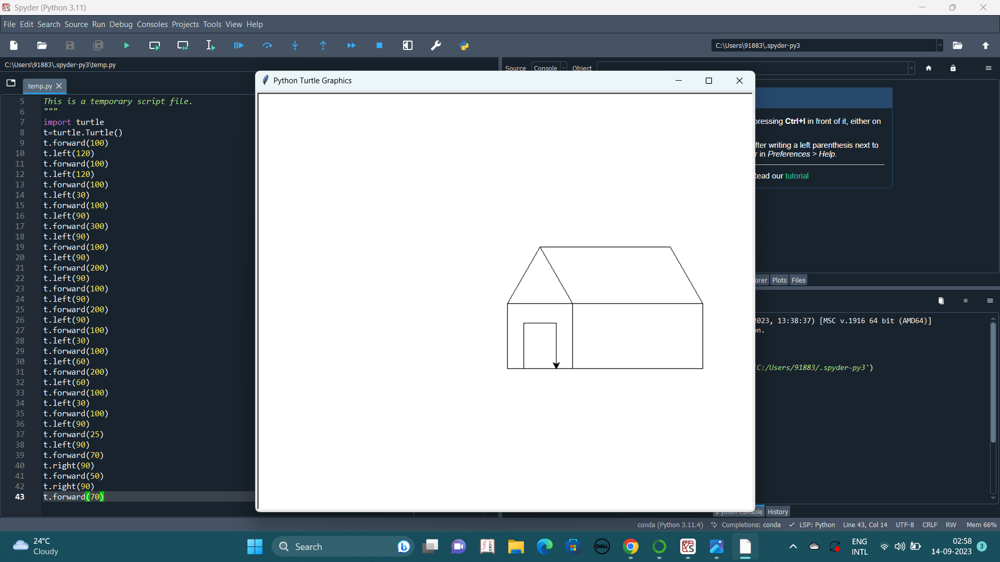 Spyder (Python 3.11)
File Edit Search Source Run Debug Consoles Projects Tools View Help
C:\Users\91883\.spyder-py3
C:\Users\91883\.spyder-py3\temp.py
Source Console Object
temp.py
Python Turtle Graphics
5 This is a temporary script file.
6 """
7 import turtle
8 t=turtle.Turtle()
9 t.forward(100)
10 t.left(120)
11 t.forward(100)
12 t.left(120)
13 t.forward(100)
14 t.left(30)
15 t.forward(100)
16 t.left(90)
17 t.forward(300)
18 t.left(90)
19 t.forward(100)
20 t.left(90)
21 t.forward(200)
22 t.left(90)
23 t.forward(100)
24 t.left(90)
25 t.forward(200)
26 t.left(90)
27 t.forward(100)
28 t.left(30)
29 t.forward(100)
30 t.left(60)
31 t.forward(200)
32 t.left(60)
33 t.forward(100)
34 t.left(30)
35 t.forward(100)
36 t.left(90)
37 t.forward(25)
38 t.left(90)
39 t.forward(70)
40 t.right(90)
41 t.forward(50)
42 t.right(90)
43 t.forward(70)
pressing Ctrl+I in front of it, either on
fter writing a left parenthesis next to
r in Preferences > Help.
Read our tutorial
orer Plots Files
2023, 13:38:37) [MSC v.1916 64 bit (AMD64)]
on.
'C:/Users/91883/.spyder-py3')
IPython Console History
conda (Python 3.11.4) Completions: conda LSP: Python Line 43, Col 14 UTF-8 CRLF RW Mem 66%
24°C
Cloudy
Search
Tally
ERP9
DELL
ENG
INTL
02:58
14-09-2023
3